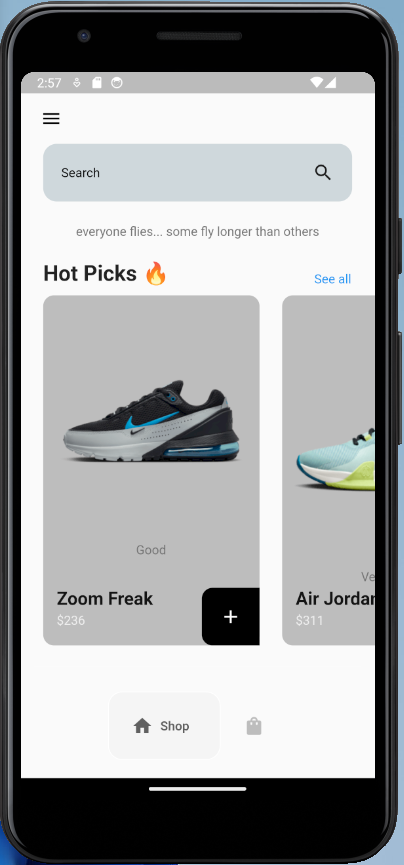 2:57
Search
everyone flies... some fly longer than others
Hot Picks 🔥
See all
Good
Ve
Zoom Freak
Air Jordan
$236
$311
+
Shop